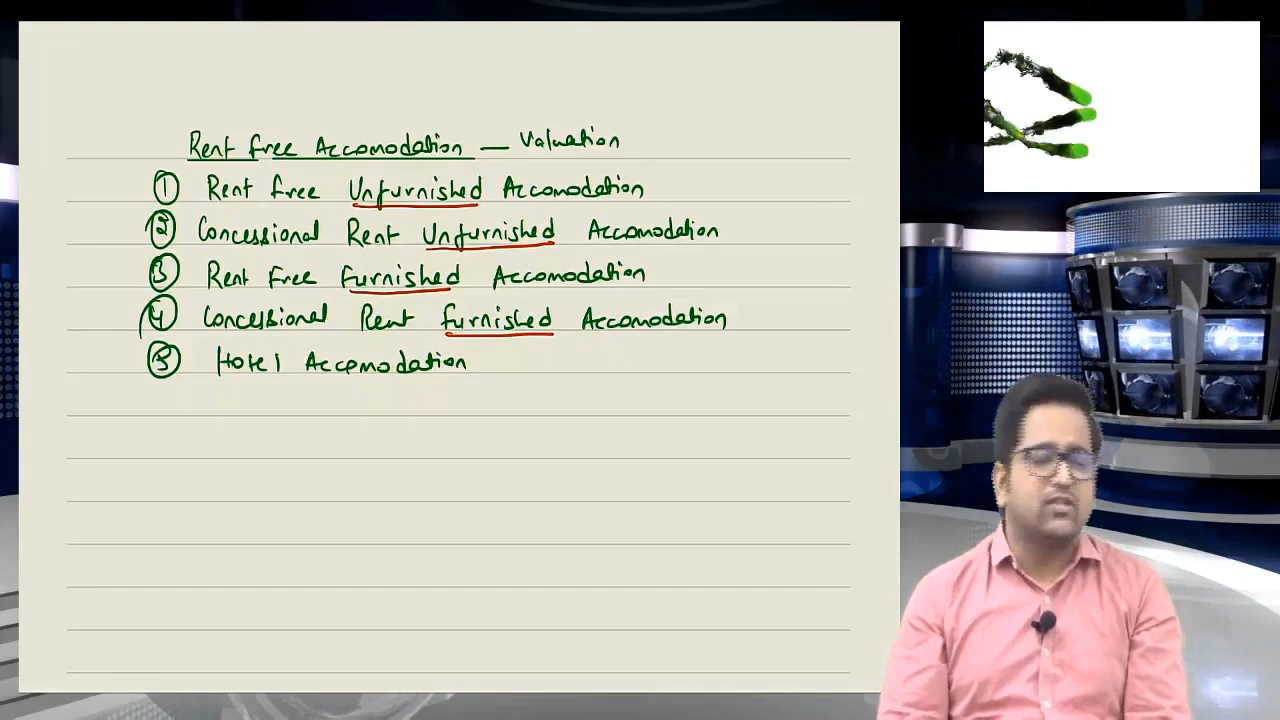 Rent free Accomodation — Valuation
① Rent free Unfurnished Accomodation
② Concessional Rent Unfurnished Accomodation
③ Rent Free Furnished Accomodation
④ Concessional Rent furnished Accomodation
⑤ Hotel Accomodation